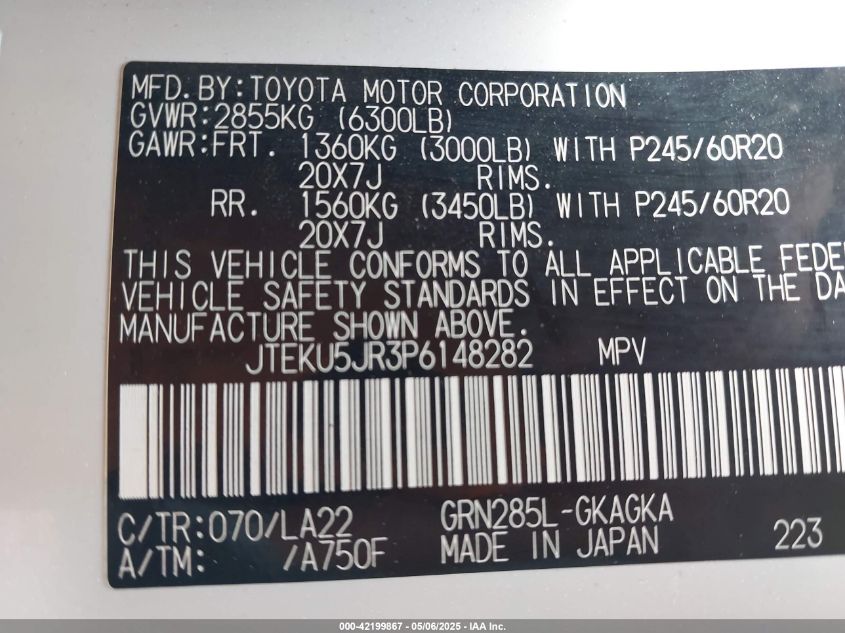 MFD. BY: TOYOTA MOTOR CORPORATION
GVWR: 2855KG (6300LB)
GAWR: FRT. 1360KG (3000LB) WITH P245/60R20
20X7J RIMS.
RR. 1560KG (3450LB) WITH P245/60R20
20X7J RIMS.
THIS VEHICLE CONFORMS TO ALL APPLICABLE FEDE
VEHICLE SAFETY STANDARDS IN EFFECT ON THE DA
MANUFACTURE SHOWN ABOVE.
JTEKU5JR3P6148282 MPV
C/TR: 070/LA22 GRN285L-GKAGKA
A/TM: /A750F MADE IN JAPAN 223
000-42199867 - 05/06/2025 - IAA Inc.